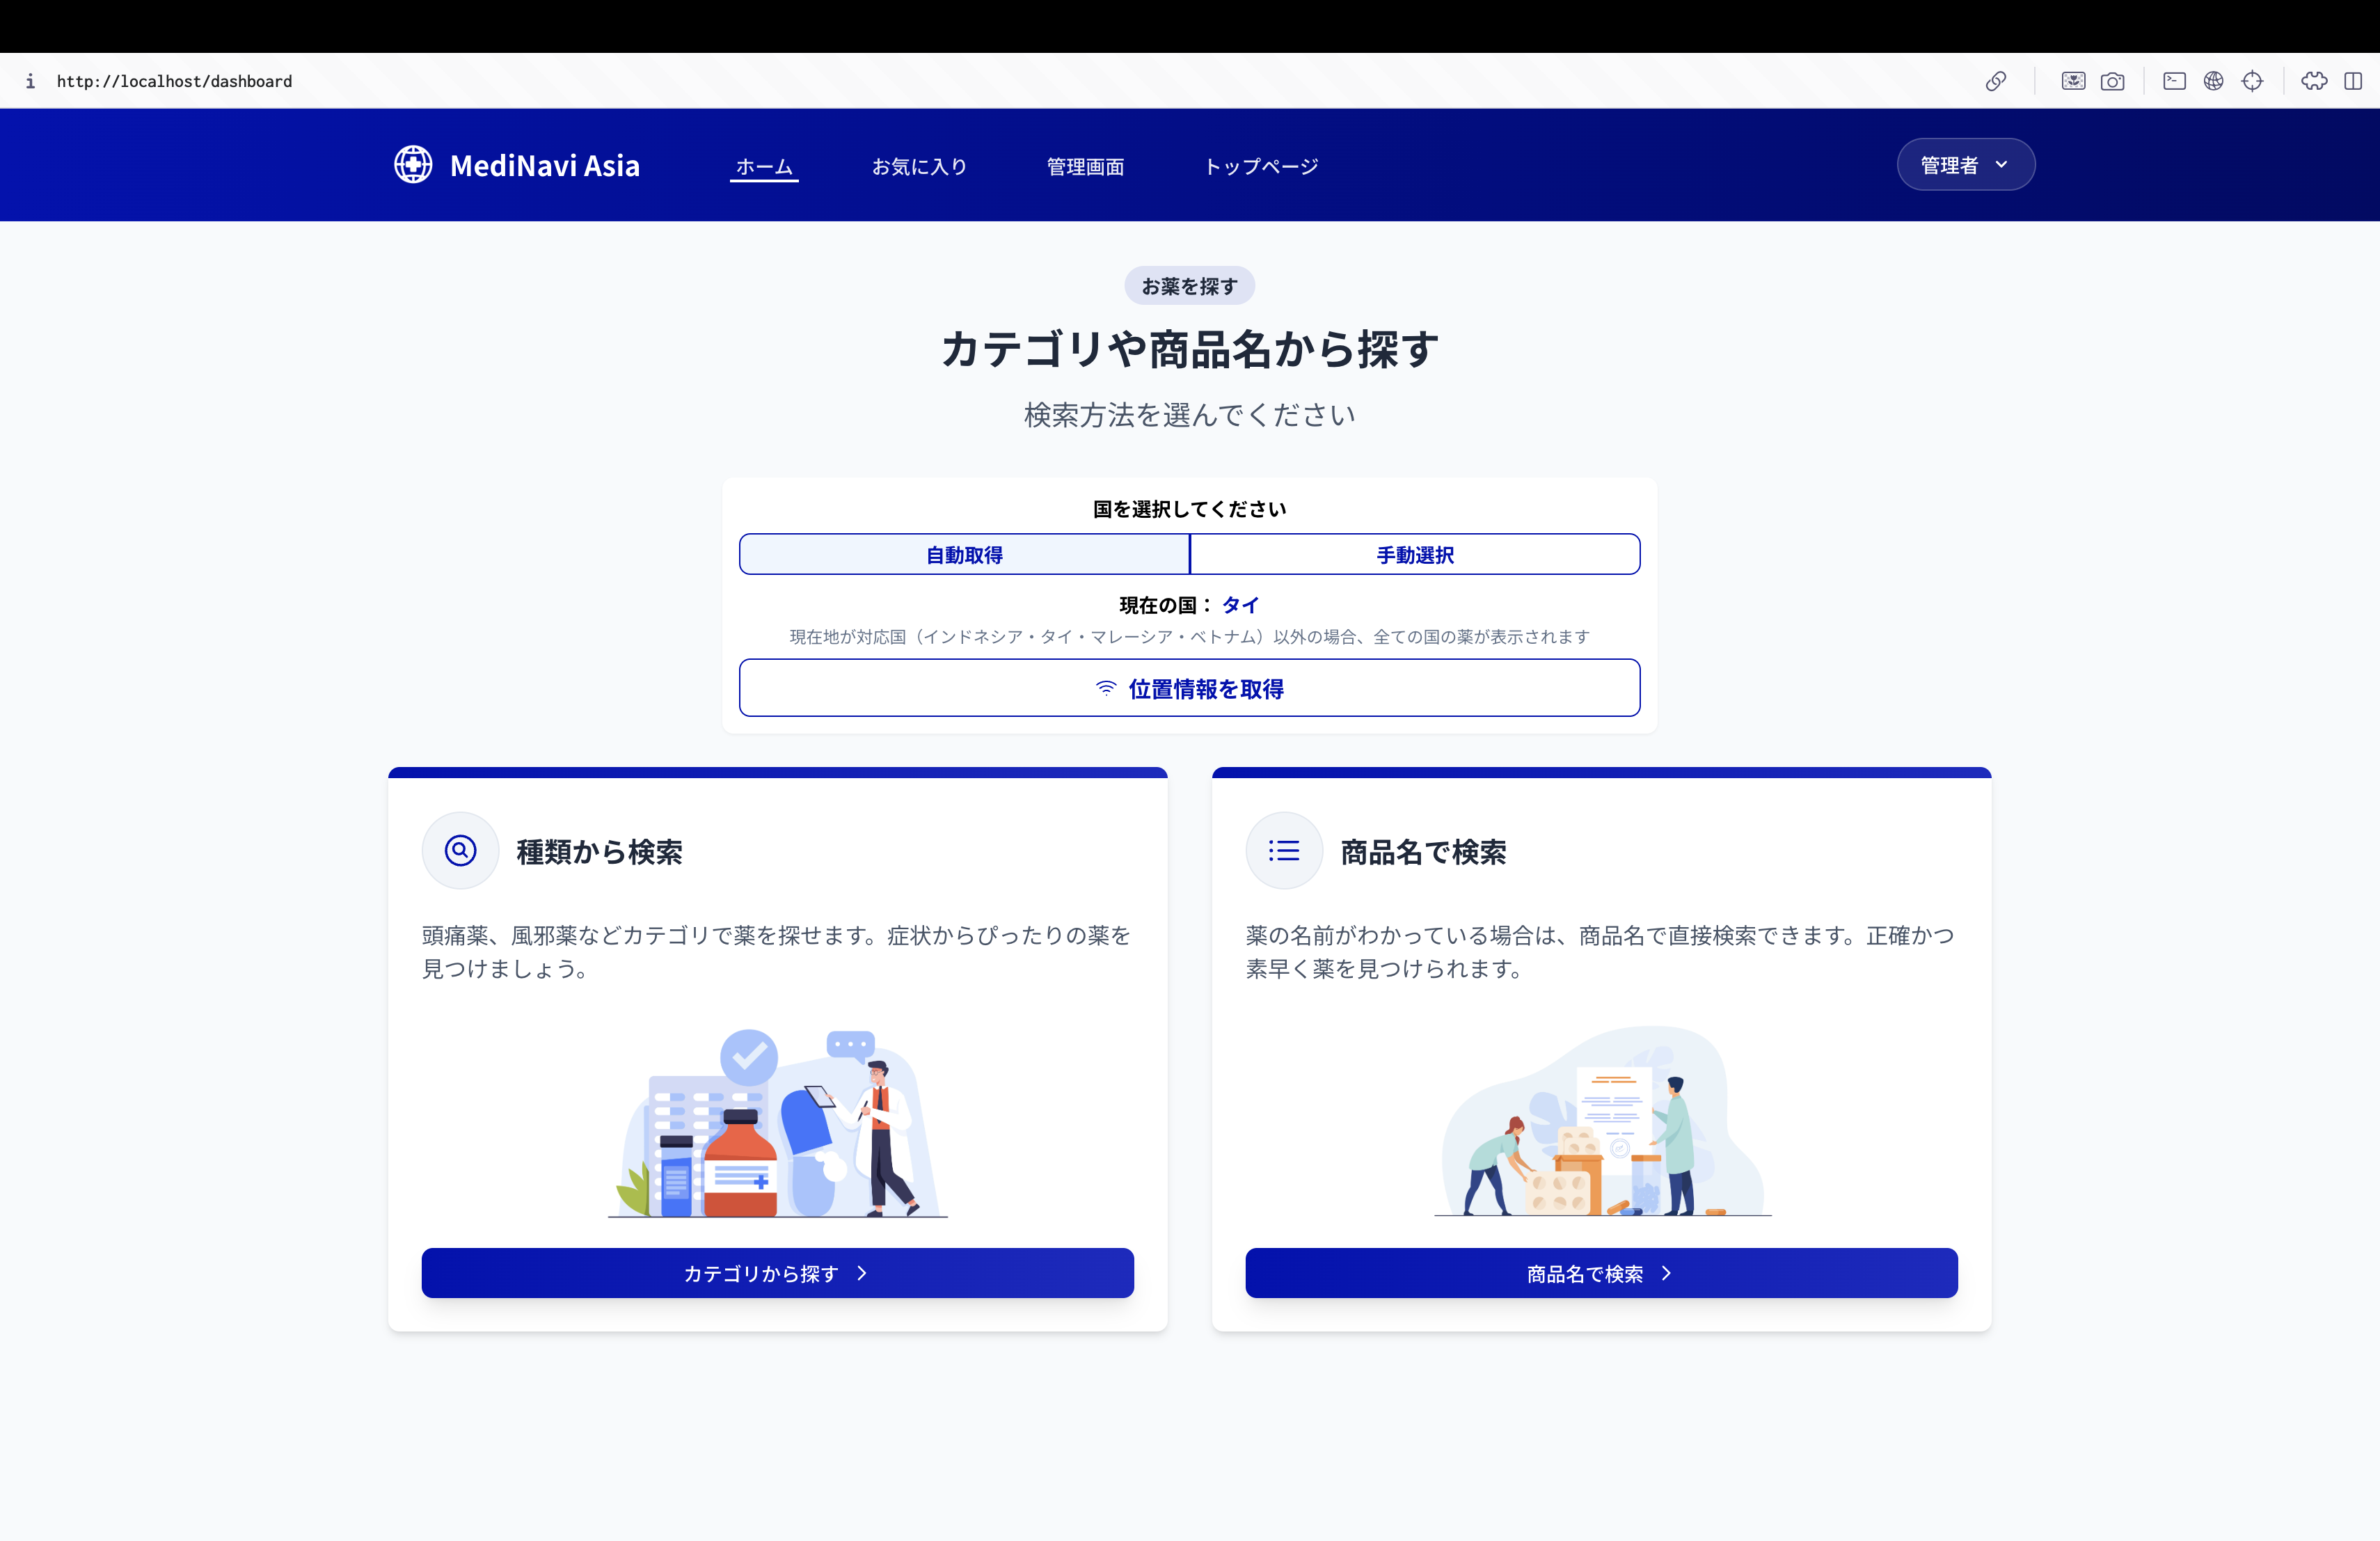 http://localhost/dashboard
MediNavi Asia
ホーム
お気に入り
管理画面
トップページ
管理者
お薬を探す
カテゴリや商品名から探す
検索方法を選んでください
国を選択してください
自動取得
手動選択
現在の国： タイ
現在地が対応国（インドネシア・タイ・マレーシア・ベトナム）以外の場合、全ての国の薬が表示されます
位置情報を取得
種類から検索
頭痛薬、風邪薬などカテゴリで薬を探せます。症状からぴったりの薬を
見つけましょう。
カテゴリから探す
商品名で検索
薬の名前がわかっている場合は、商品名で直接検索できます。正確かつ
素早く薬を見つけられます。
商品名で検索